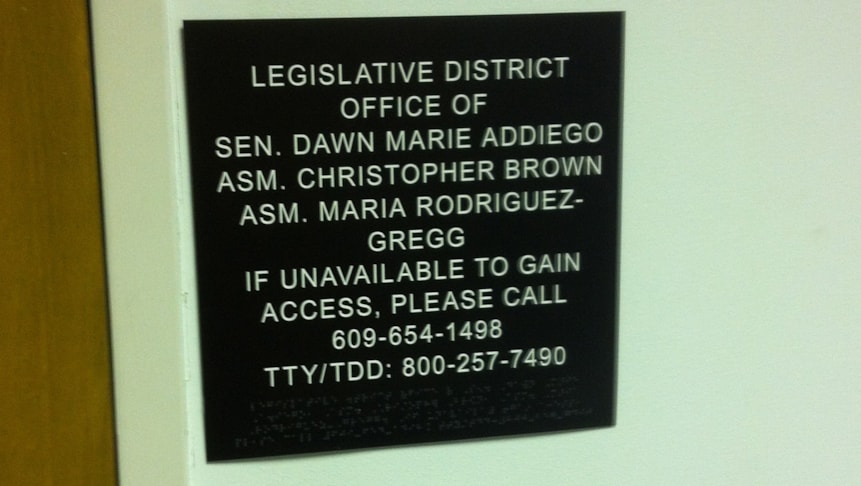 LEGISLATIVE DISTRICT
OFFICE OF
SEN. DAWN MARIE ADDIEGO
ASM. CHRISTOPHER BROWN
ASM. MARIA RODRIGUEZ-
GREGG
IF UNAVAILABLE TO GAIN
ACCESS, PLEASE CALL
609-654-1498
TTY/TDD: 800-257-7490